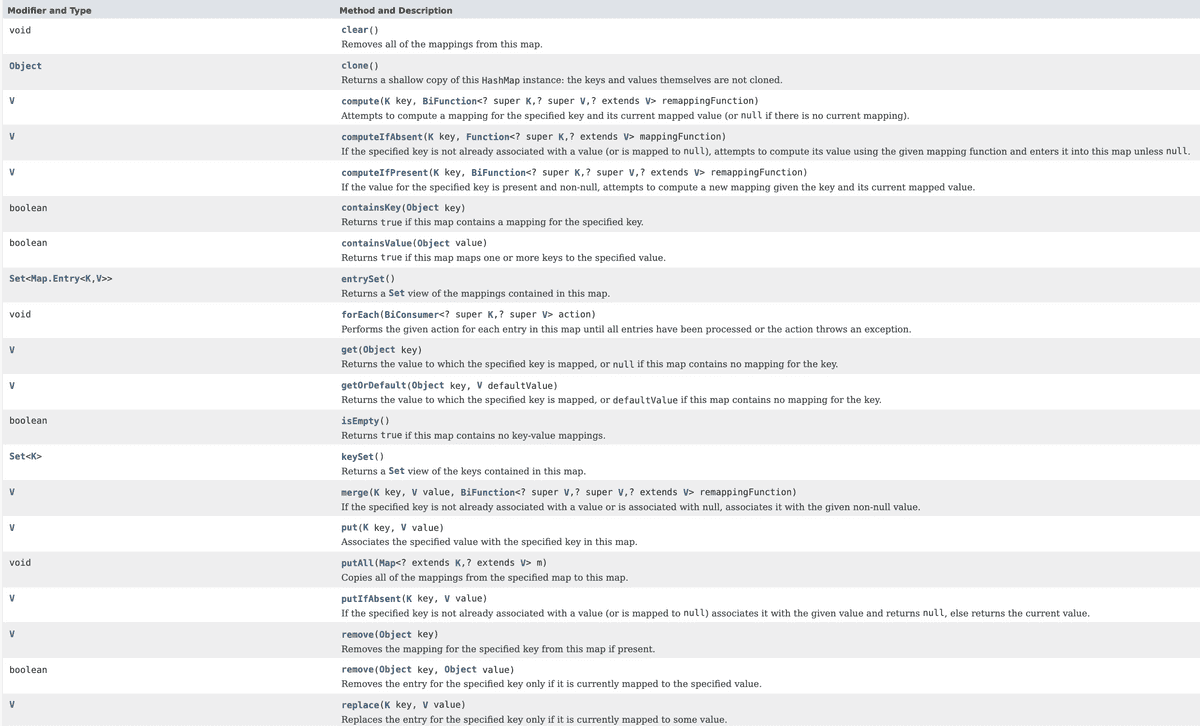 Modifier and Type Method and Description
void clear()
Removes all of the mappings from this map.
Object clone()
Returns a shallow copy of this HashMap instance: the keys and values themselves are not cloned.
V compute(K key, BiFunction<? super K,? super V,? extends V> remappingFunction)
Attempts to compute a mapping for the specified key and its current mapped value (or null if there is no current mapping).
V computeIfAbsent(K key, Function<? super K,? extends V> mappingFunction)
If the specified key is not already associated with a value (or is mapped to null), attempts to compute its value using the given mapping function and enters it into this map unless null.
V computeIfPresent(K key, BiFunction<? super K,? super V,? extends V> remappingFunction)
If the value for the specified key is present and non-null, attempts to compute a new mapping given the key and its current mapped value.
boolean containsKey(Object key)
Returns true if this map contains a mapping for the specified key.
boolean containsValue(Object value)
Returns true if this map maps one or more keys to the specified value.
Set<Map.Entry<K,V>> entrySet()
Returns a Set view of the mappings contained in this map.
void forEach(BiConsumer<? super K,? super V> action)
Performs the given action for each entry in this map until all entries have been processed or the action throws an exception.
V get(Object key)
Returns the value to which the specified key is mapped, or null if this map contains no mapping for the key.
V getOrDefault(Object key, V defaultValue)
Returns the value to which the specified key is mapped, or defaultValue if this map contains no mapping for the key.
boolean isEmpty()
Returns true if this map contains no key-value mappings.
Set<K> keySet()
Returns a Set view of the keys contained in this map.
V merge(K key, V value, BiFunction<? super V,? super V,? extends V> remappingFunction)
If the specified key is not already associated with a value or is associated with null, associates it with the given non-null value.
V put(K key, V value)
Associates the specified value with the specified key in this map.
void putAll(Map<? extends K,? extends V> m)
Copies all of the mappings from the specified map to this map.
V putIfAbsent(K key, V value)
If the specified key is not already associated with a value (or is mapped to null) associates it with the given value and returns null, else returns the current value.
V remove(Object key)
Removes the mapping for the specified key from this map if present.
boolean remove(Object key, Object value)
Removes the entry for the specified key only if it is currently mapped to the specified value.
V replace(K key, V value)
Replaces the entry for the specified key only if it is currently mapped to some value.